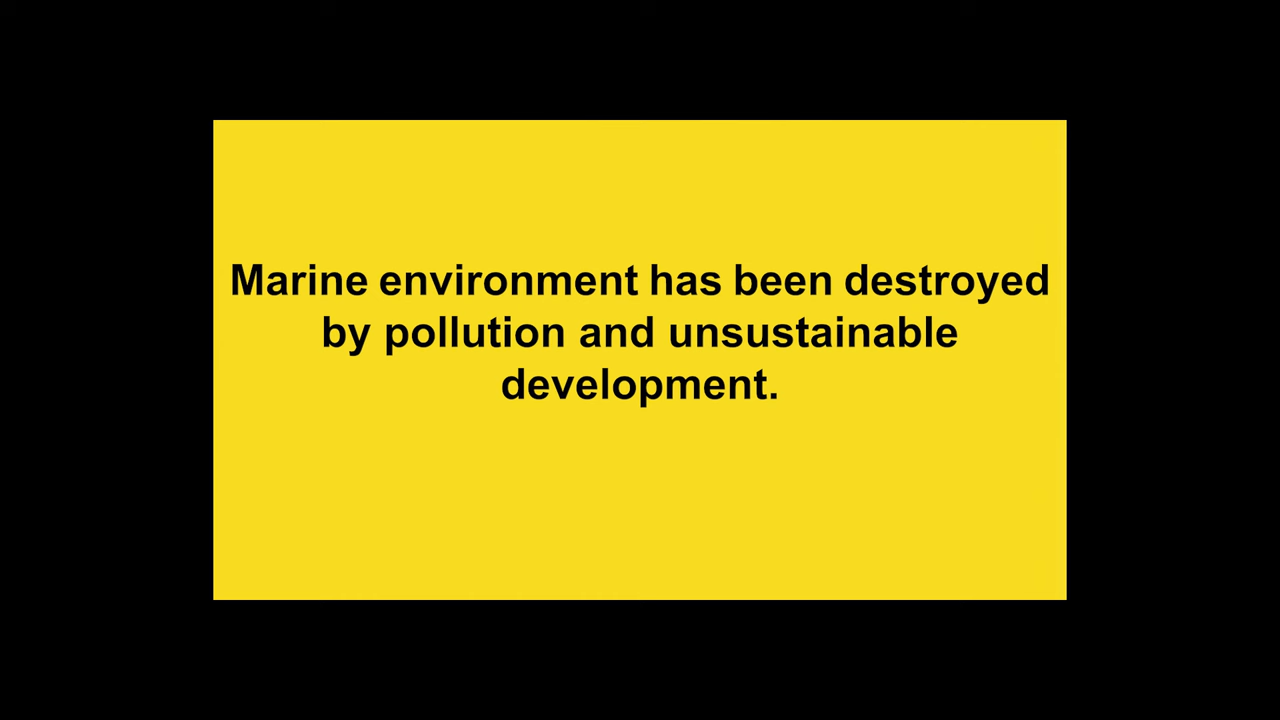 Marine environment has been destroyed
by pollution and unsustainable
development.